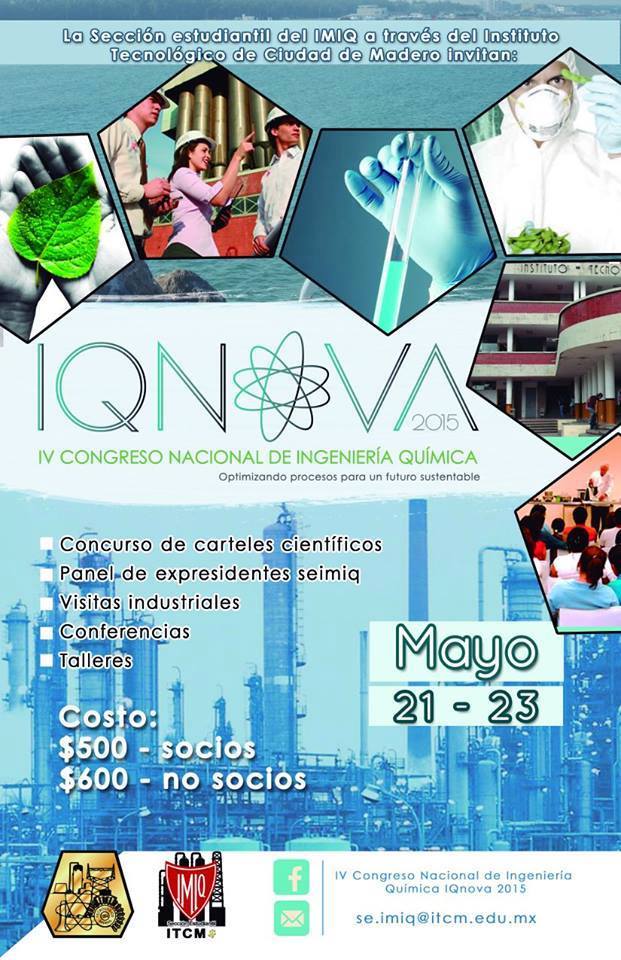 La Sección estudiantil del IMIQ a través del Instituto
Tecnológico de Ciudad de Madero invitan:
INSTITUTO - TECNO
IQNOVA
2015
IV CONGRESO NACIONAL DE INGENIERÍA QUÍMICA
Optimizando procesos para un futuro sustentable
Concurso de carteles científicos
Panel de expresidentes seimiq
Visitas industriales
Conferencias
Talleres
Mayo
21 - 23
Costo:
$500 - socios
$600 - no socios
IMIQ
ITCM
IV Congreso Nacional de Ingeniería
Química IQnova 2015
se.imiq@itcm.edu.mx